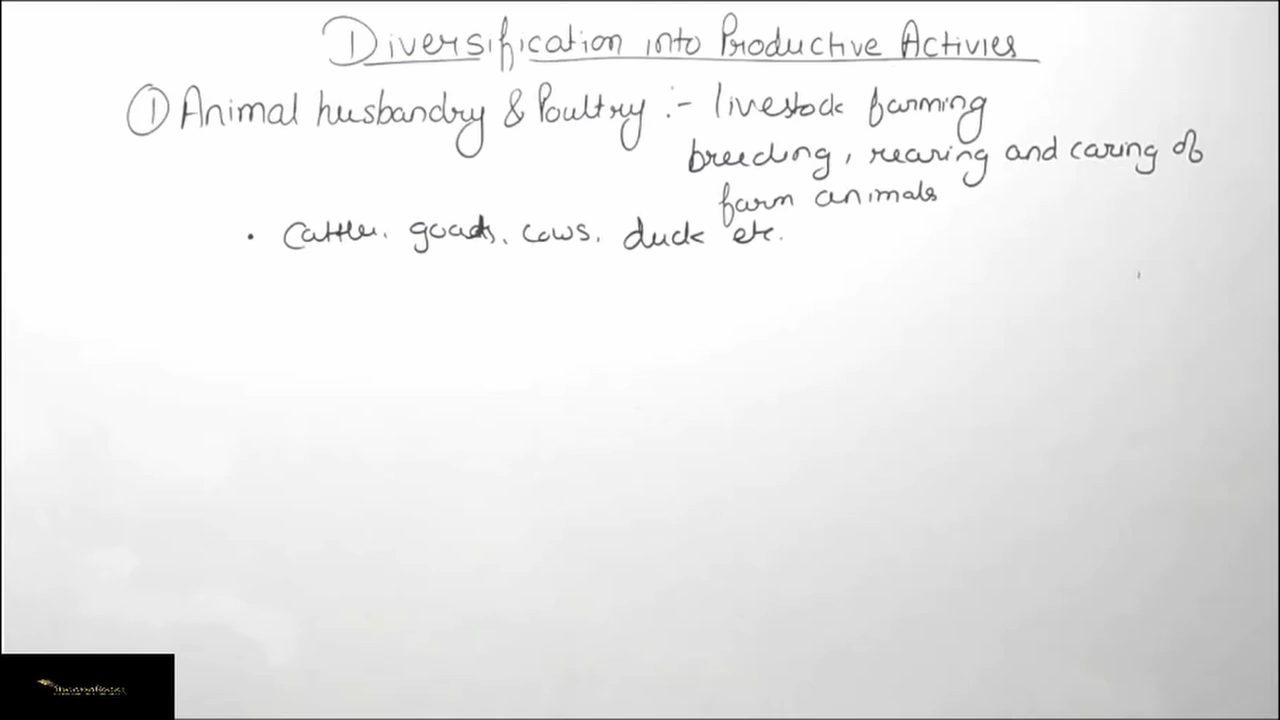 Diversification into Productive Activies
① Animal husbandry & Poultry :- livestock farming
breeding, rearing and caring of
farm animals
• Cattle, goads, cows, duck etc.